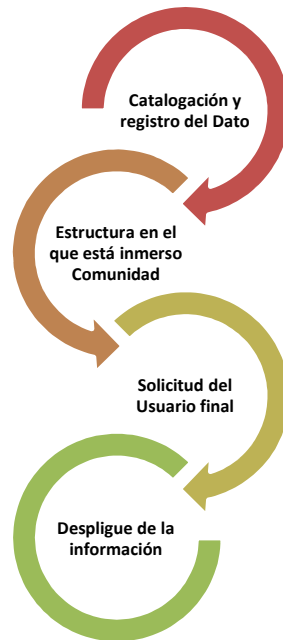 Catalogación y
registro del Dato
Estructura en el
que está inmerso
Comunidad
Solicitud del
Usuario final
Despligue de la
información